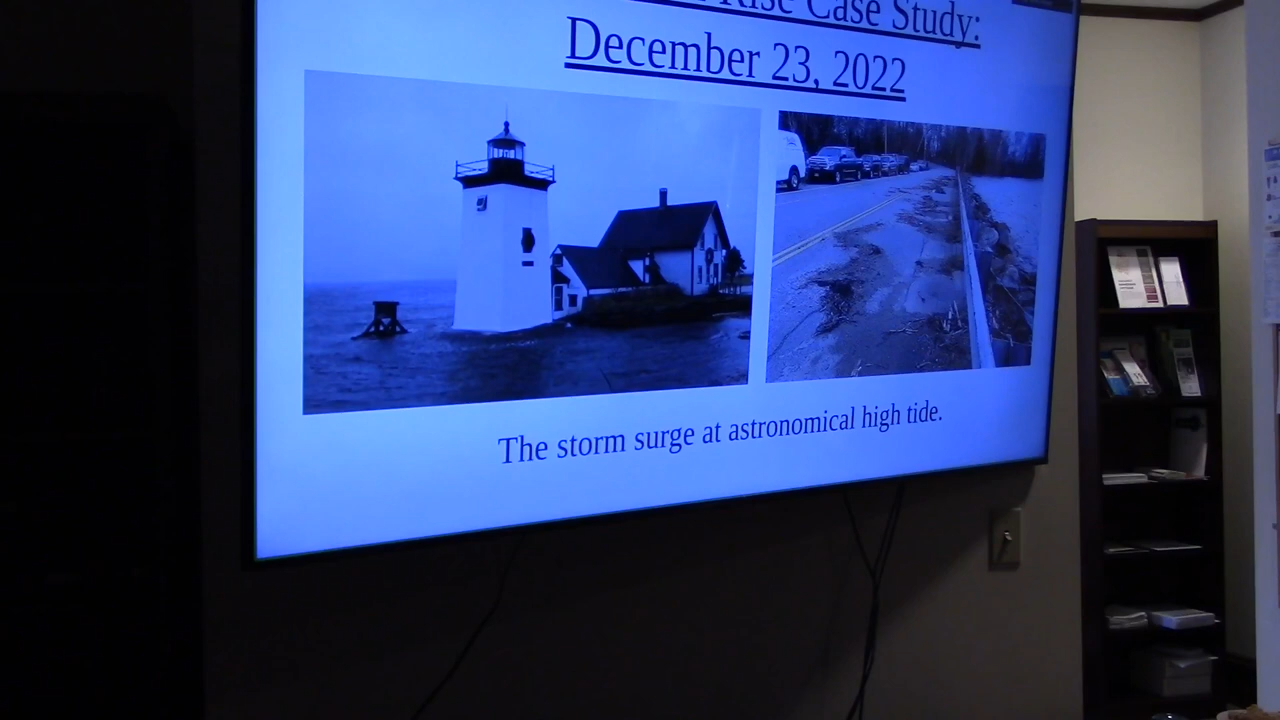 Rise Case Study:
December 23, 2022
The storm surge at astronomical high tide.